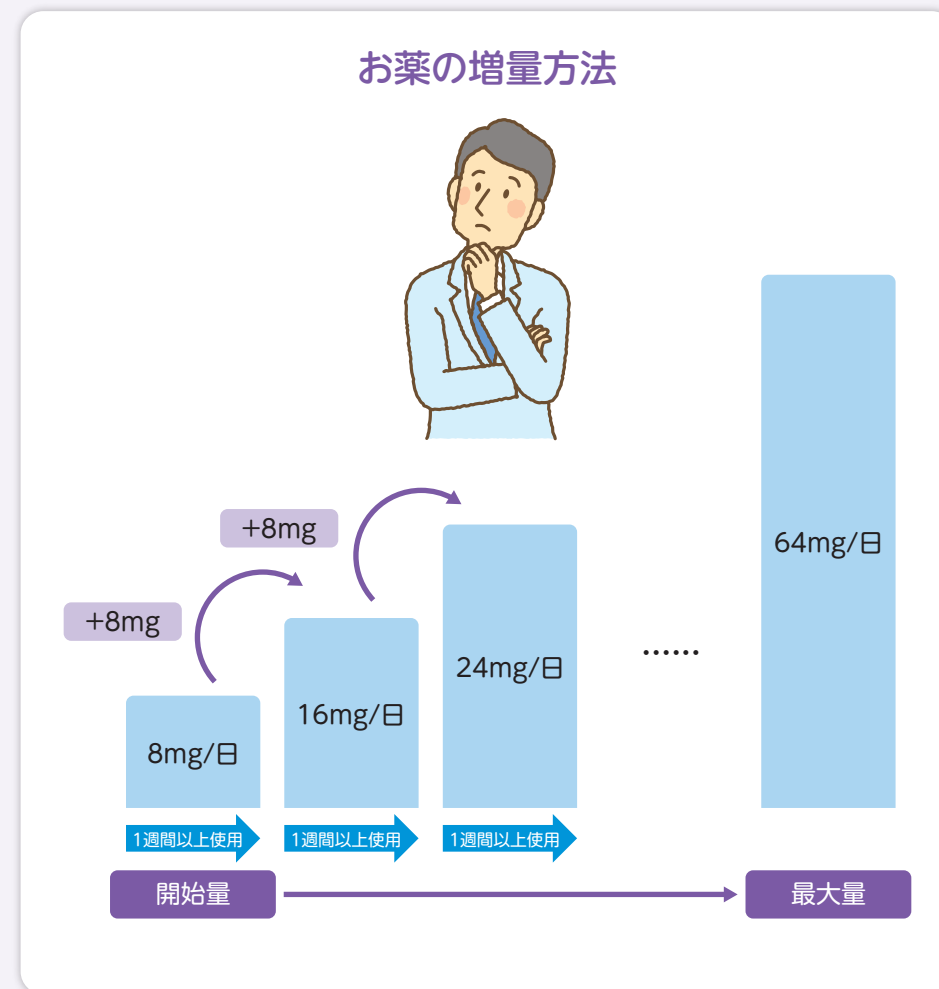 お薬の増量方法
+8mg
+8mg
8mg/日
16mg/日
24mg/日
……
64mg/日
1週間以上使用
1週間以上使用
1週間以上使用
開始量
最大量